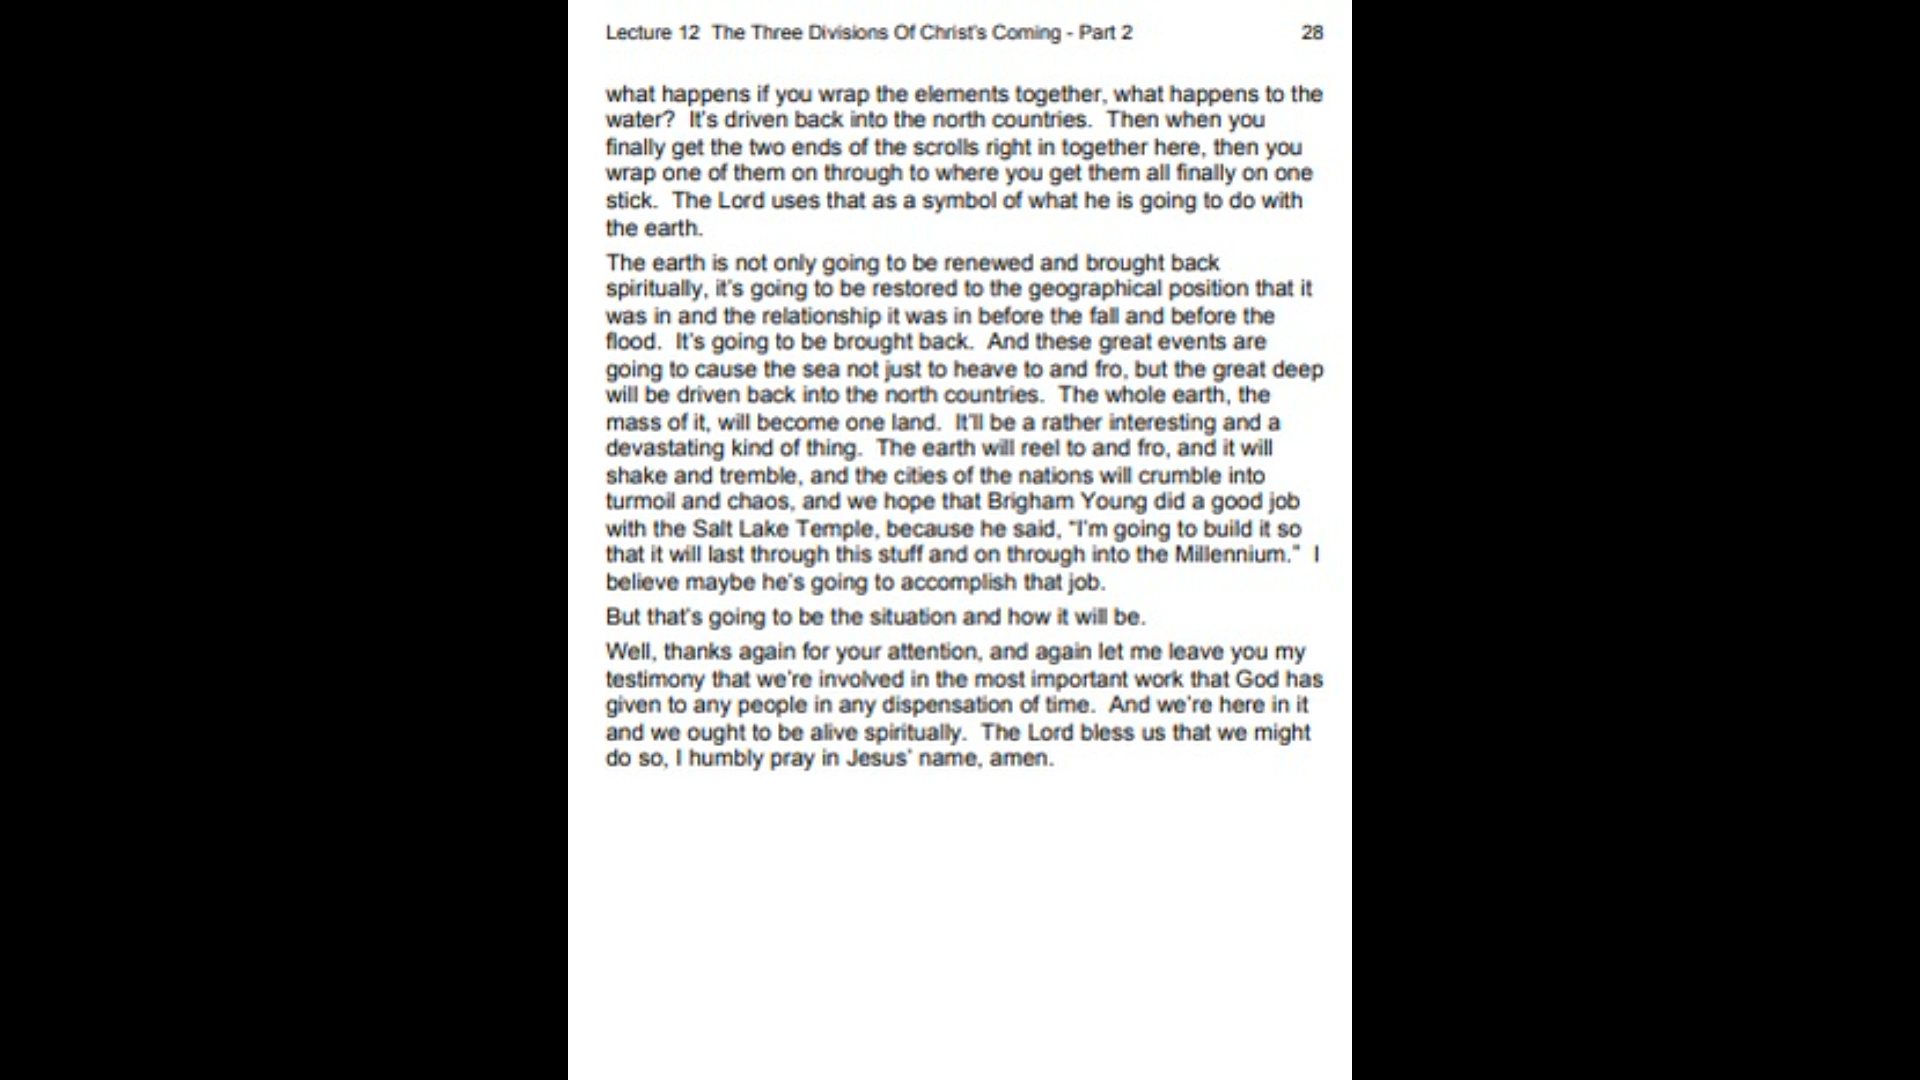 Lecture 12  The Three Divisions Of Christ's Coming - Part 2 28
what happens if you wrap the elements together, what happens to the
water?  It's driven back into the north countries.  Then when you
finally get the two ends of the scrolls right in together here, then you
wrap one of them on through to where you get them all finally on one
stick.  The Lord uses that as a symbol of what he is going to do with
the earth.
The earth is not only going to be renewed and brought back
spiritually, it's going to be restored to the geographical position that it
was in and the relationship it was in before the fall and before the
flood.  It's going to be brought back.  And these great events are
going to cause the sea not just to heave to and fro, but the great deep
will be driven back into the north countries.  The whole earth, the
mass of it, will become one land.  It'll be a rather interesting and a
devastating kind of thing.  The earth will reel to and fro, and it will
shake and tremble, and the cities of the nations will crumble into
turmoil and chaos, and we hope that Brigham Young did a good job
with the Salt Lake Temple, because he said, "I'm going to build it so
that it will last through this stuff and on through into the Millennium."  I
believe maybe he's going to accomplish that job.
But that's going to be the situation and how it will be.
Well, thanks again for your attention, and again let me leave you my
testimony that we're involved in the most important work that God has
given to any people in any dispensation of time.  And we're here in it
and we ought to be alive spiritually.  The Lord bless us that we might
do so, I humbly pray in Jesus' name, amen.